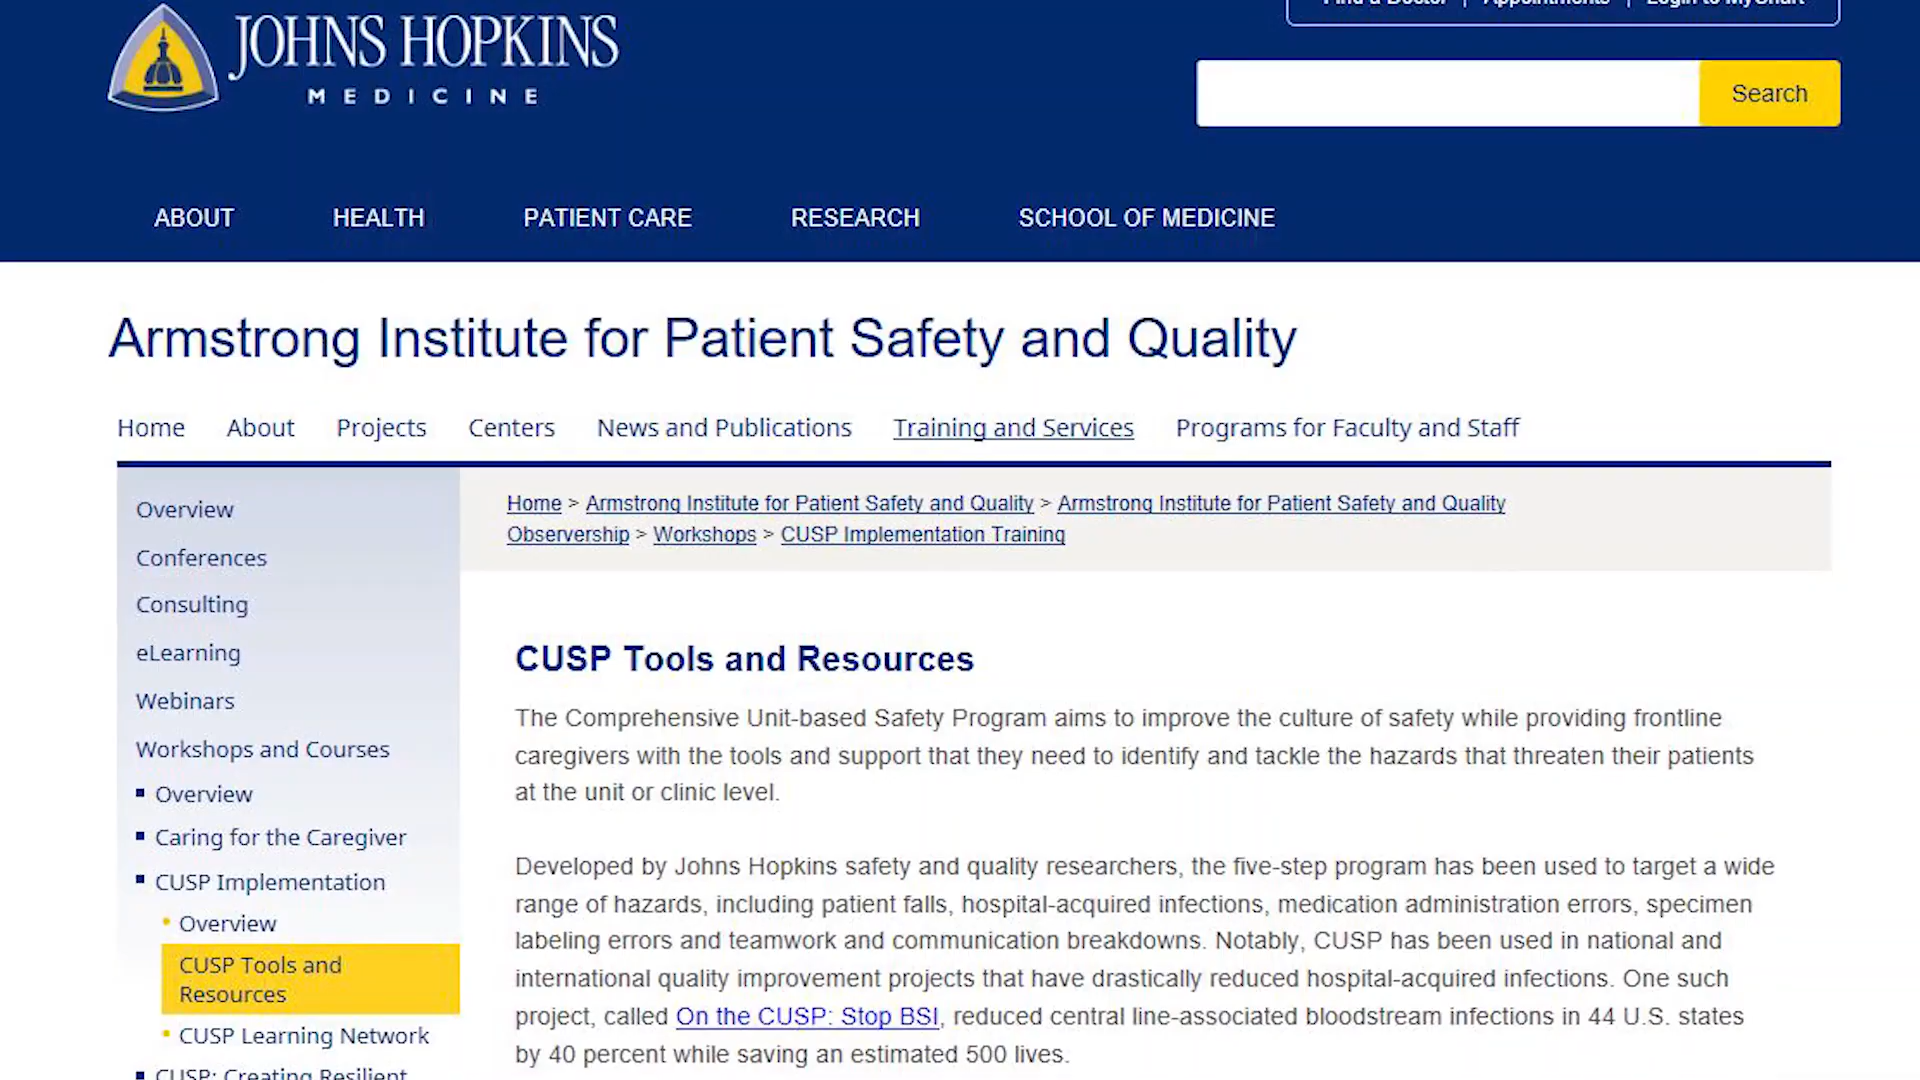 Find a Doctor | Appointments | Login to MyChart
JOHNS HOPKINS
MEDICINE
Search
ABOUT HEALTH PATIENT CARE RESEARCH SCHOOL OF MEDICINE
Armstrong Institute for Patient Safety and Quality
Home About Projects Centers News and Publications Training and Services Programs for Faculty and Staff
Overview
Conferences
Consulting
eLearning
Webinars
Workshops and Courses
Overview
Caring for the Caregiver
CUSP Implementation
Overview
CUSP Tools and
Resources
CUSP Learning Network
CUSP: Creating Resilient
Home > Armstrong Institute for Patient Safety and Quality > Armstrong Institute for Patient Safety and Quality
Observership > Workshops > CUSP Implementation Training
CUSP Tools and Resources
The Comprehensive Unit-based Safety Program aims to improve the culture of safety while providing frontline
caregivers with the tools and support that they need to identify and tackle the hazards that threaten their patients
at the unit or clinic level.
Developed by Johns Hopkins safety and quality researchers, the five-step program has been used to target a wide
range of hazards, including patient falls, hospital-acquired infections, medication administration errors, specimen
labeling errors and teamwork and communication breakdowns. Notably, CUSP has been used in national and
international quality improvement projects that have drastically reduced hospital-acquired infections. One such
project, called On the CUSP: Stop BSI, reduced central line-associated bloodstream infections in 44 U.S. states
by 40 percent while saving an estimated 500 lives.